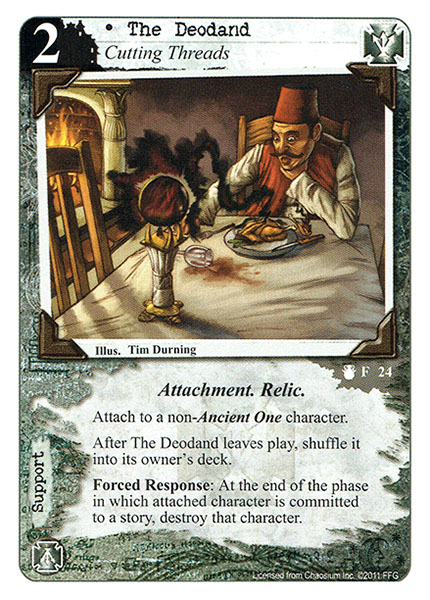 2
• The Deodand
Cutting Threads
Illus. Tim Durning
F 24
Attachment. Relic.
Attach to a non-Ancient One character.
After The Deodand leaves play, shuffle it
into its owner's deck.
Forced Response: At the end of the phase
in which attached character is committed
to a story, destroy that character.
Support
Licensed from Chaosium Inc. ©2011 FFG